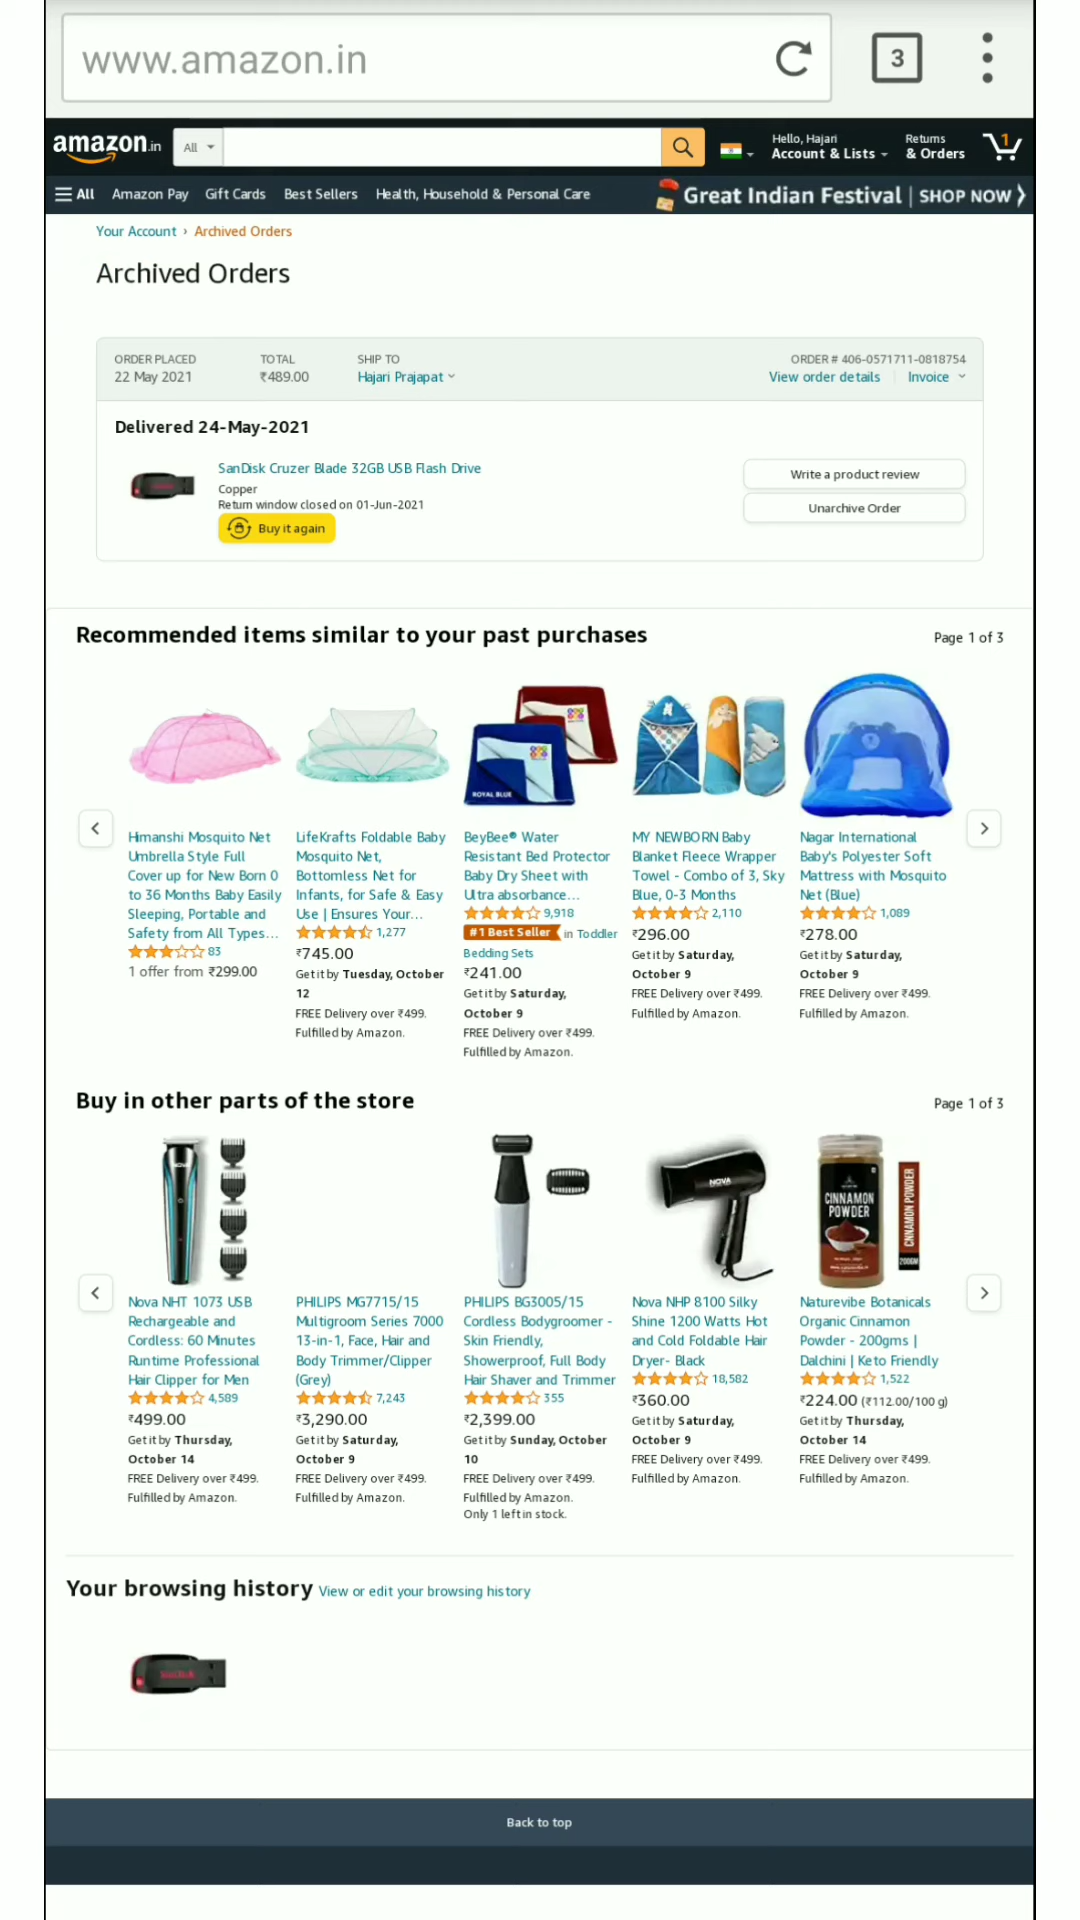 www.amazon.in
3
amazon.in
All
Hello, Hajari
Account & Lists
Returns
& Orders
1
All
Amazon Pay
Gift Cards
Best Sellers
Health, Household & Personal Care
Great Indian Festival | SHOP NOW
Your Account › Archived Orders
Archived Orders
ORDER PLACED
22 May 2021
TOTAL
₹489.00
SHIP TO
Hajari Prajapat
ORDER # 406-0571711-0818754
View order details
Invoice
Delivered 24-May-2021
SanDisk Cruzer Blade 32GB USB Flash Drive
Copper
Return window closed on 01-Jun-2021
Buy it again
Write a product review
Unarchive Order
Recommended items similar to your past purchases
Page 1 of 3
Himanshi Mosquito Net
Umbrella Style Full
Cover up for New Born 0
to 36 Months Baby Easily
Sleeping, Portable and
Safety from All Types...
83
1 offer from ₹299.00
LifeKrafts Foldable Baby
Mosquito Net,
Bottomless Net for
Infants, for Safe & Easy
Use | Ensures Your...
1,277
₹745.00
Get it by Tuesday, October
12
FREE Delivery over ₹499.
Fulfilled by Amazon.
ROYAL BLUE
BeyBee® Water
Resistant Bed Protector
Baby Dry Sheet with
Ultra absorbance...
9,918
#1 Best Seller in Toddler
Bedding Sets
₹241.00
Get it by Saturday,
October 9
FREE Delivery over ₹499.
Fulfilled by Amazon.
MY NEWBORN Baby
Blanket Fleece Wrapper
Towel - Combo of 3, Sky
Blue, 0-3 Months
2,110
₹296.00
Get it by Saturday,
October 9
FREE Delivery over ₹499.
Fulfilled by Amazon.
Nagar International
Baby's Polyester Soft
Mattress with Mosquito
Net (Blue)
1,089
₹278.00
Get it by Saturday,
October 9
FREE Delivery over ₹499.
Fulfilled by Amazon.
Buy in other parts of the store
Page 1 of 3
Nova NHT 1073 USB
Rechargeable and
Cordless: 60 Minutes
Runtime Professional
Hair Clipper for Men
4,589
₹499.00
Get it by Thursday,
October 14
FREE Delivery over ₹499.
Fulfilled by Amazon.
PHILIPS MG7715/15
Multigroom Series 7000
13-in-1, Face, Hair and
Body Trimmer/Clipper
(Grey)
7,243
₹3,290.00
Get it by Saturday,
October 9
FREE Delivery over ₹499.
Fulfilled by Amazon.
PHILIPS BG3005/15
Cordless Bodygroomer -
Skin Friendly,
Showerproof, Full Body
Hair Shaver and Trimmer
355
₹2,399.00
Get it by Sunday, October
10
FREE Delivery over ₹499.
Fulfilled by Amazon.
Only 1 left in stock.
NOVA
Nova NHP 8100 Silky
Shine 1200 Watts Hot
and Cold Foldable Hair
Dryer- Black
18,582
₹360.00
Get it by Saturday,
October 9
FREE Delivery over ₹499.
Fulfilled by Amazon.
CINNAMON
POWDER
CINNAMON POWDER
200GM
Naturevibe Botanicals
Organic Cinnamon
Powder - 200gms |
Dalchini | Keto Friendly
1,522
₹224.00 (₹112.00/100 g)
Get it by Thursday,
October 14
FREE Delivery over ₹499.
Fulfilled by Amazon.
Your browsing history View or edit your browsing history
Back to top